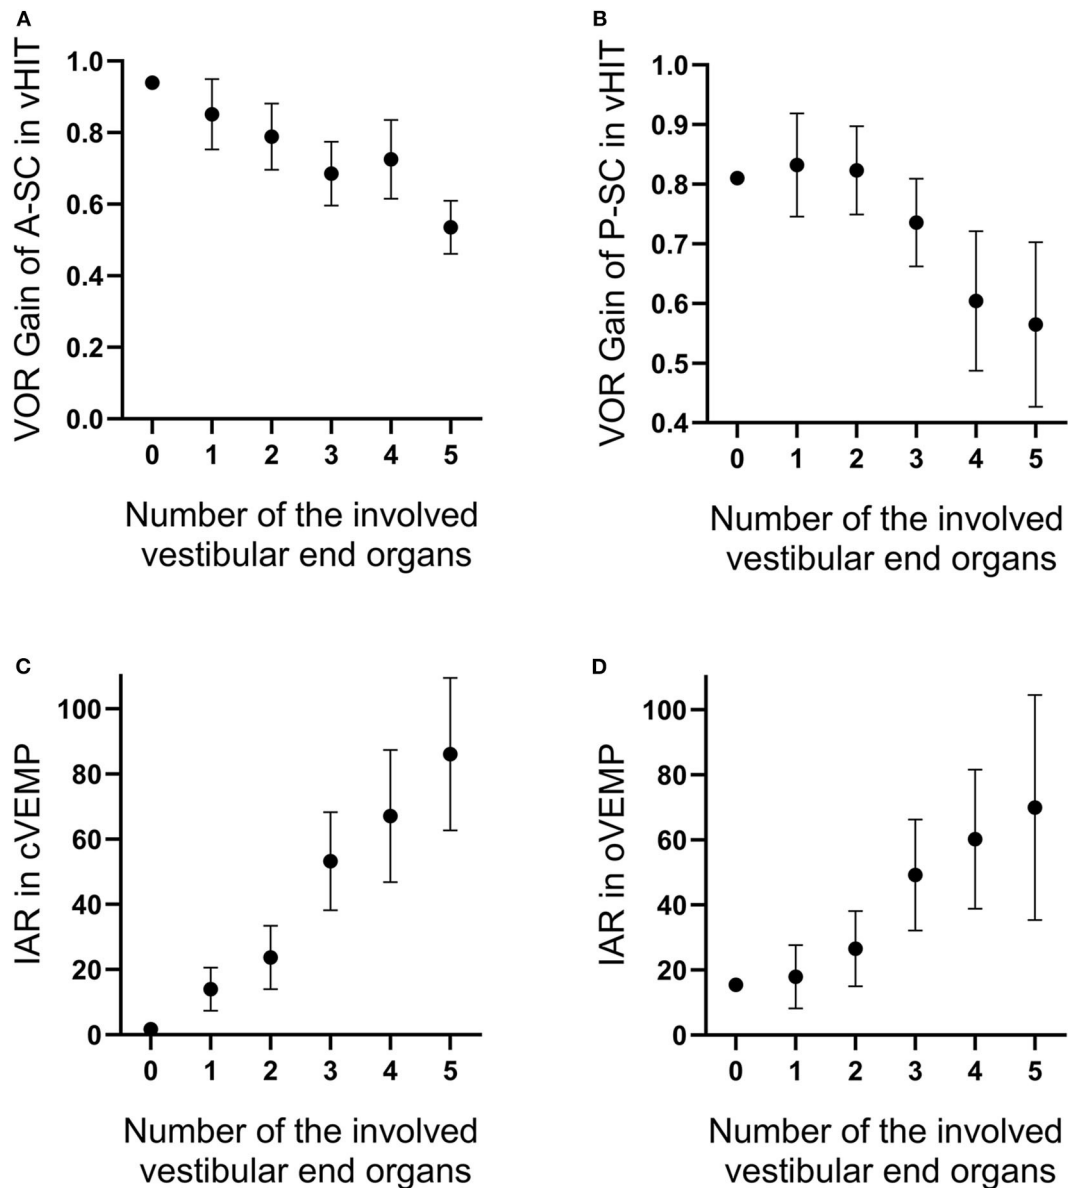 A
VOR Gain of A-SC in vHIT
1.0
0.8
0.6
0.4
0.2
0.0
0 1 2 3 4 5
Number of the involved
vestibular end organs
B
VOR Gain of P-SC in vHIT
1.0
0.9
0.8
0.7
0.6
0.5
0.4
0 1 2 3 4 5
Number of the involved
vestibular end organs
C
IAR in cVEMP
100
80
60
40
20
0
0 1 2 3 4 5
Number of the involved
vestibular end organs
D
IAR in oVEMP
100
80
60
40
20
0
0 1 2 3 4 5
Number of the involved
vestibular end organs